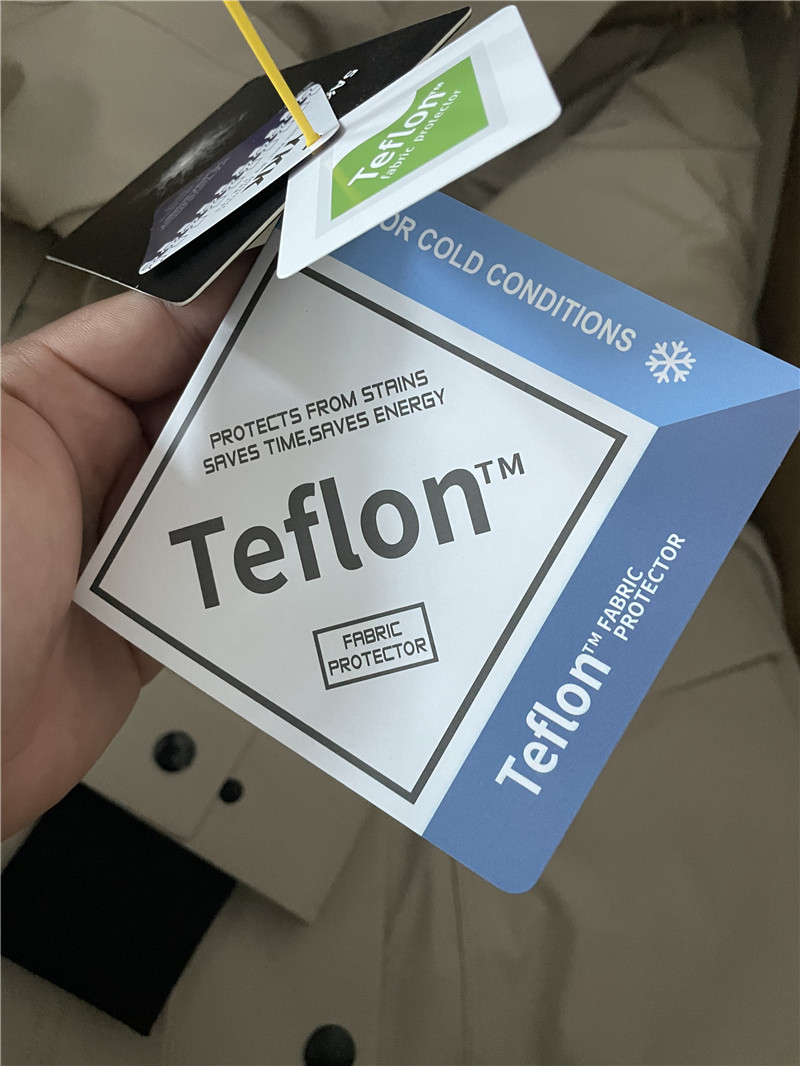 Teflon™
fabric protector
OR COLD CONDITIONS
PROTECTS FROM STAINS
SAVES TIME,SAVES ENERGY
Teflon™
FABRIC
PROTECTOR
Teflon™ FABRIC
PROTECTOR